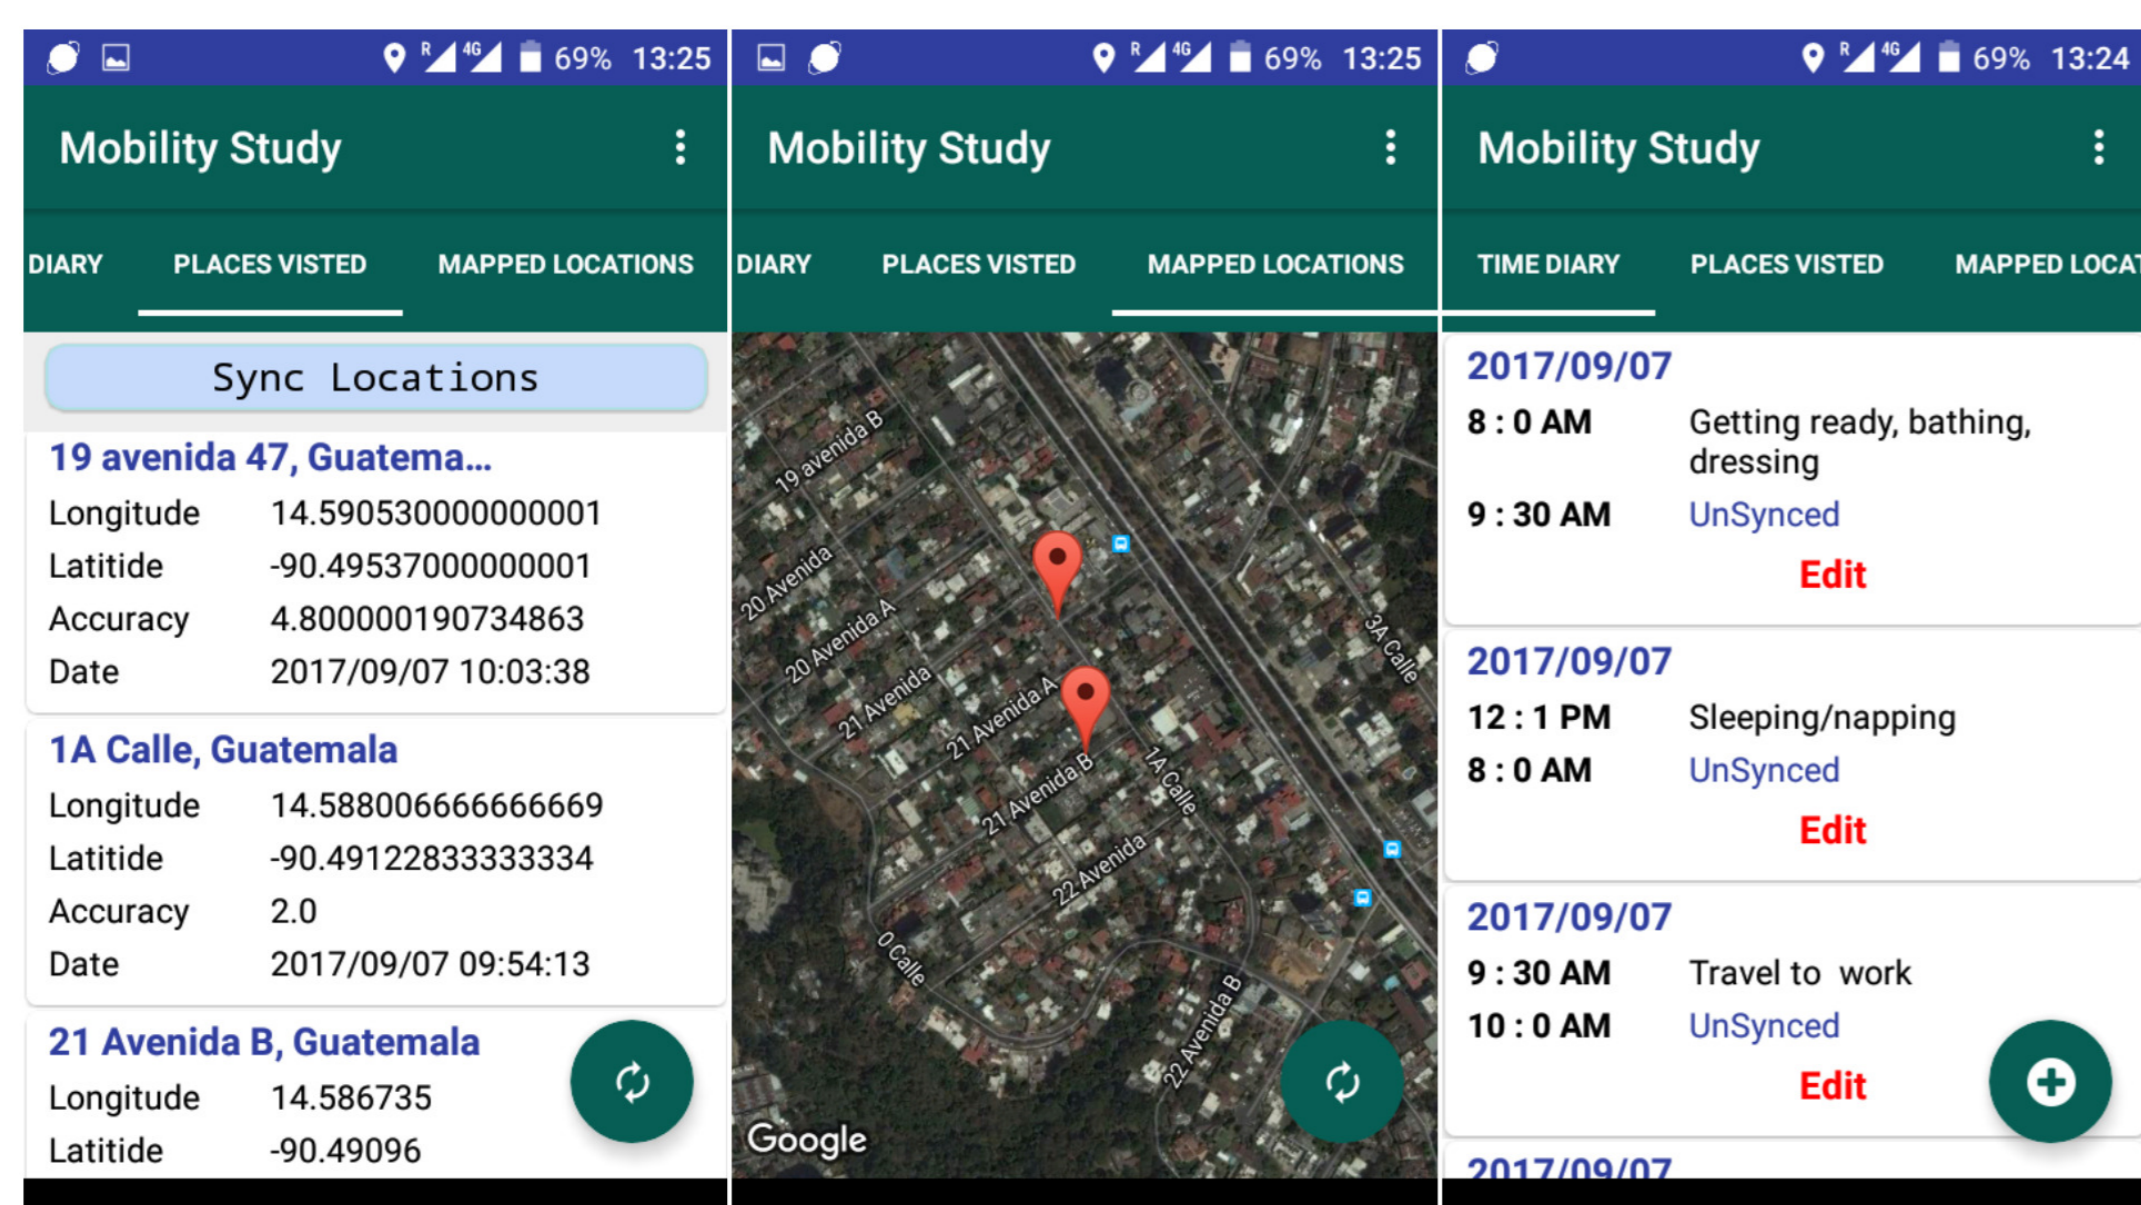 R 4G 69% 13:25
Mobility Study
DIARY PLACES VISTED MAPPED LOCATIONS
Sync Locations
19 avenida 47, Guatema...
Longitude 14.590530000000001
Latitide -90.49537000000001
Accuracy 4.800000190734863
Date 2017/09/07 10:03:38
1A Calle, Guatemala
Longitude 14.588006666666669
Latitide -90.49122833333334
Accuracy 2.0
Date 2017/09/07 09:54:13
21 Avenida B, Guatemala
Longitude 14.586735
Latitide -90.49096
R 4G 69% 13:25
Mobility Study
DIARY PLACES VISTED MAPPED LOCATIONS
19 avenida B
20 Avenida
20 Avenida A
21 Avenida
21 Avenida A
21 Avenida B
1A Calle
3A Calle
22 Avenida
0 Calle
22 Avenida B
Google
R 4G 69% 13:24
Mobility Study
TIME DIARY PLACES VISTED MAPPED LOCAT
2017/09/07
8 : 0 AM Getting ready, bathing,
dressing
9 : 30 AM UnSynced
Edit
2017/09/07
12 : 1 PM Sleeping/napping
8 : 0 AM UnSynced
Edit
2017/09/07
9 : 30 AM Travel to  work
10 : 0 AM UnSynced
Edit
2017/09/07